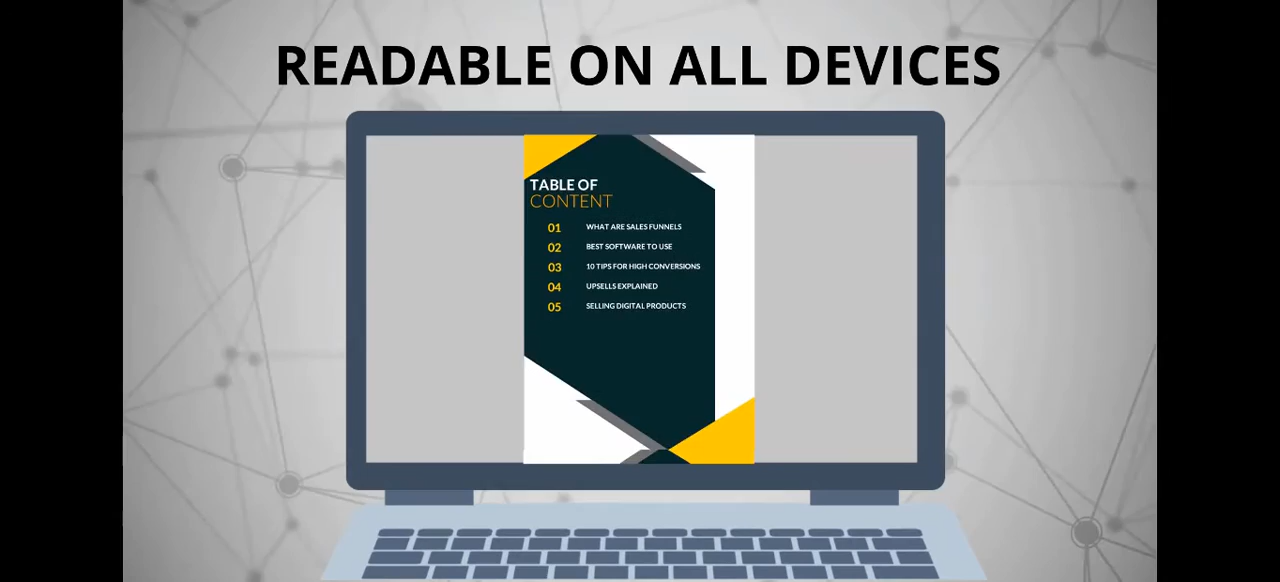 READABLE ON ALL DEVICES
TABLE OF
CONTENT
01 WHAT ARE SALES FUNNELS
02 BEST SOFTWARE TO USE
03 10 TIPS FOR HIGH CONVERSIONS
04 UPSELLS EXPLAINED
05 SELLING DIGITAL PRODUCTS